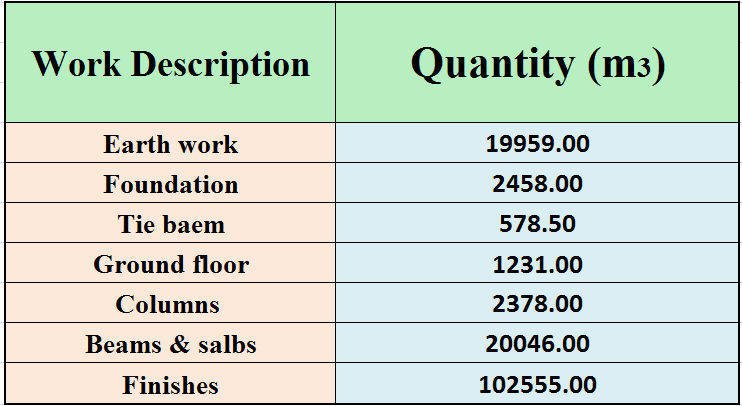 Work Description Quantity (m3)
Earth work 19959.00
Foundation 2458.00
Tie baem 578.50
Ground floor 1231.00
Columns 2378.00
Beams & salbs 20046.00
Finishes 102555.00